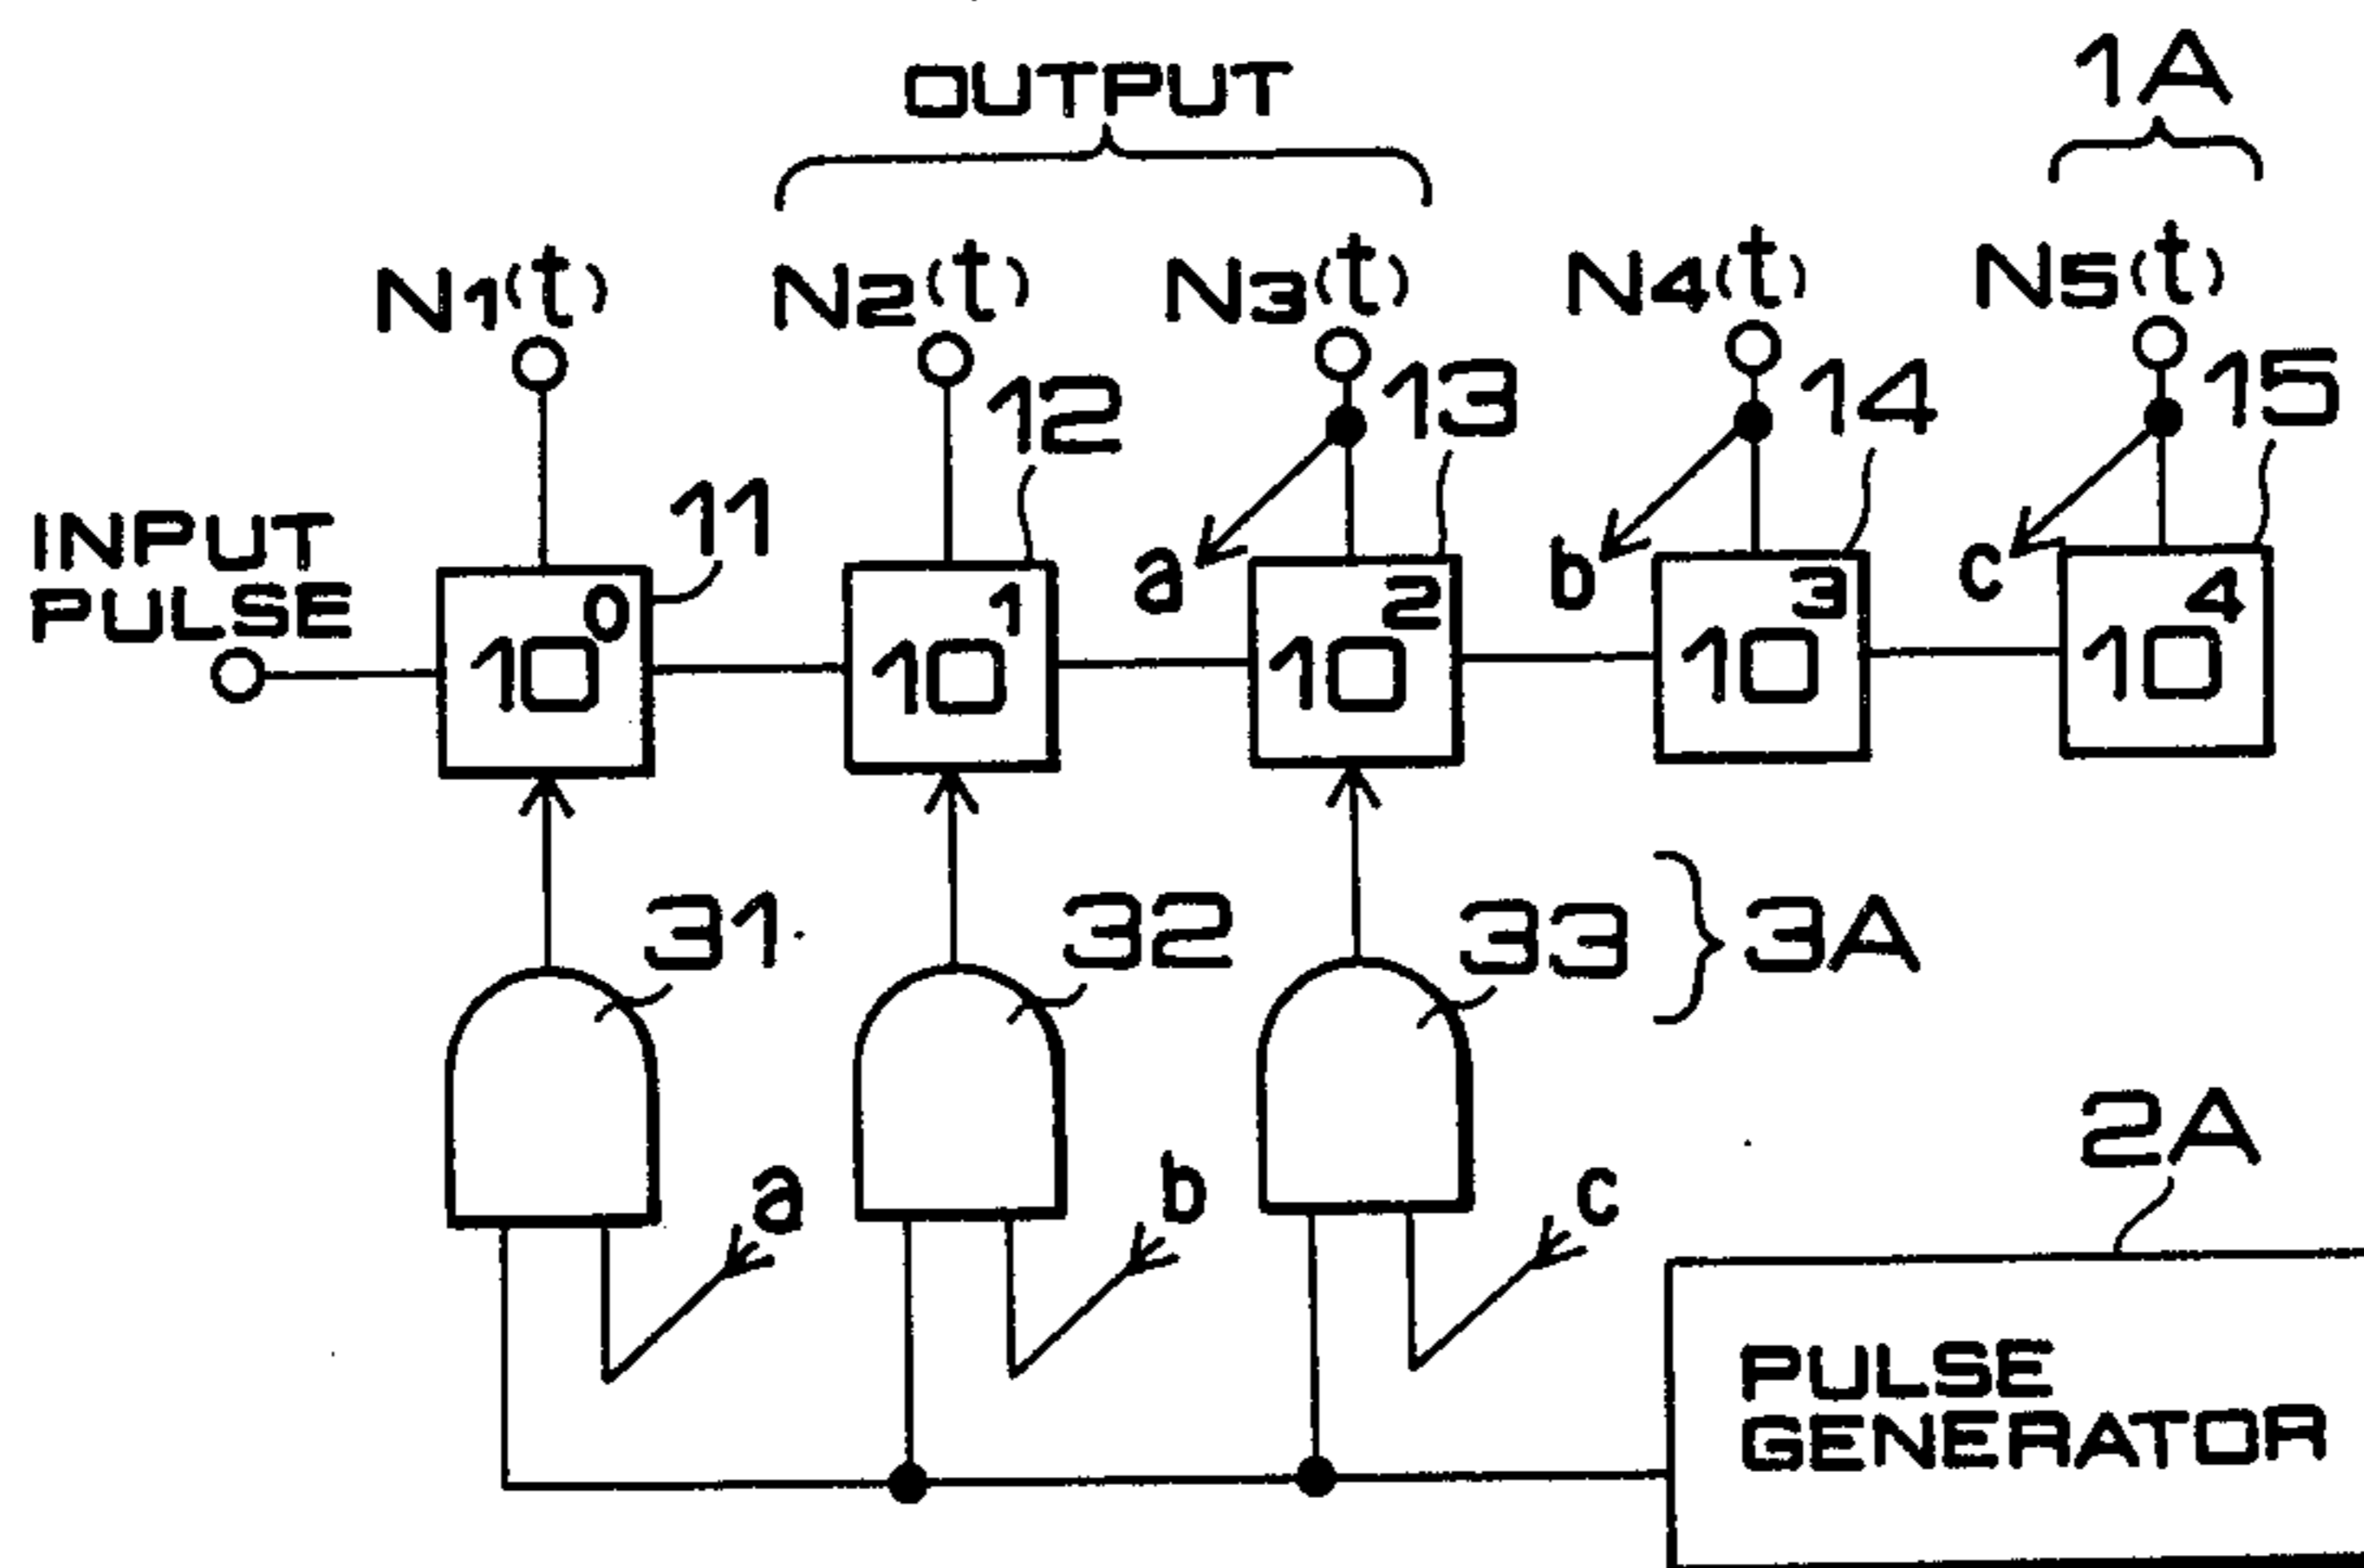 OUTPUT
1A
N1(t)
N2(t)
N3(t)
N4(t)
N5(t)
11
12
13
14
15
INPUT
PULSE
a
b
c
10^0
10^1
10^2
10^3
10^4
31
32
33
3A
a
b
c
2A
PULSE
GENERATOR